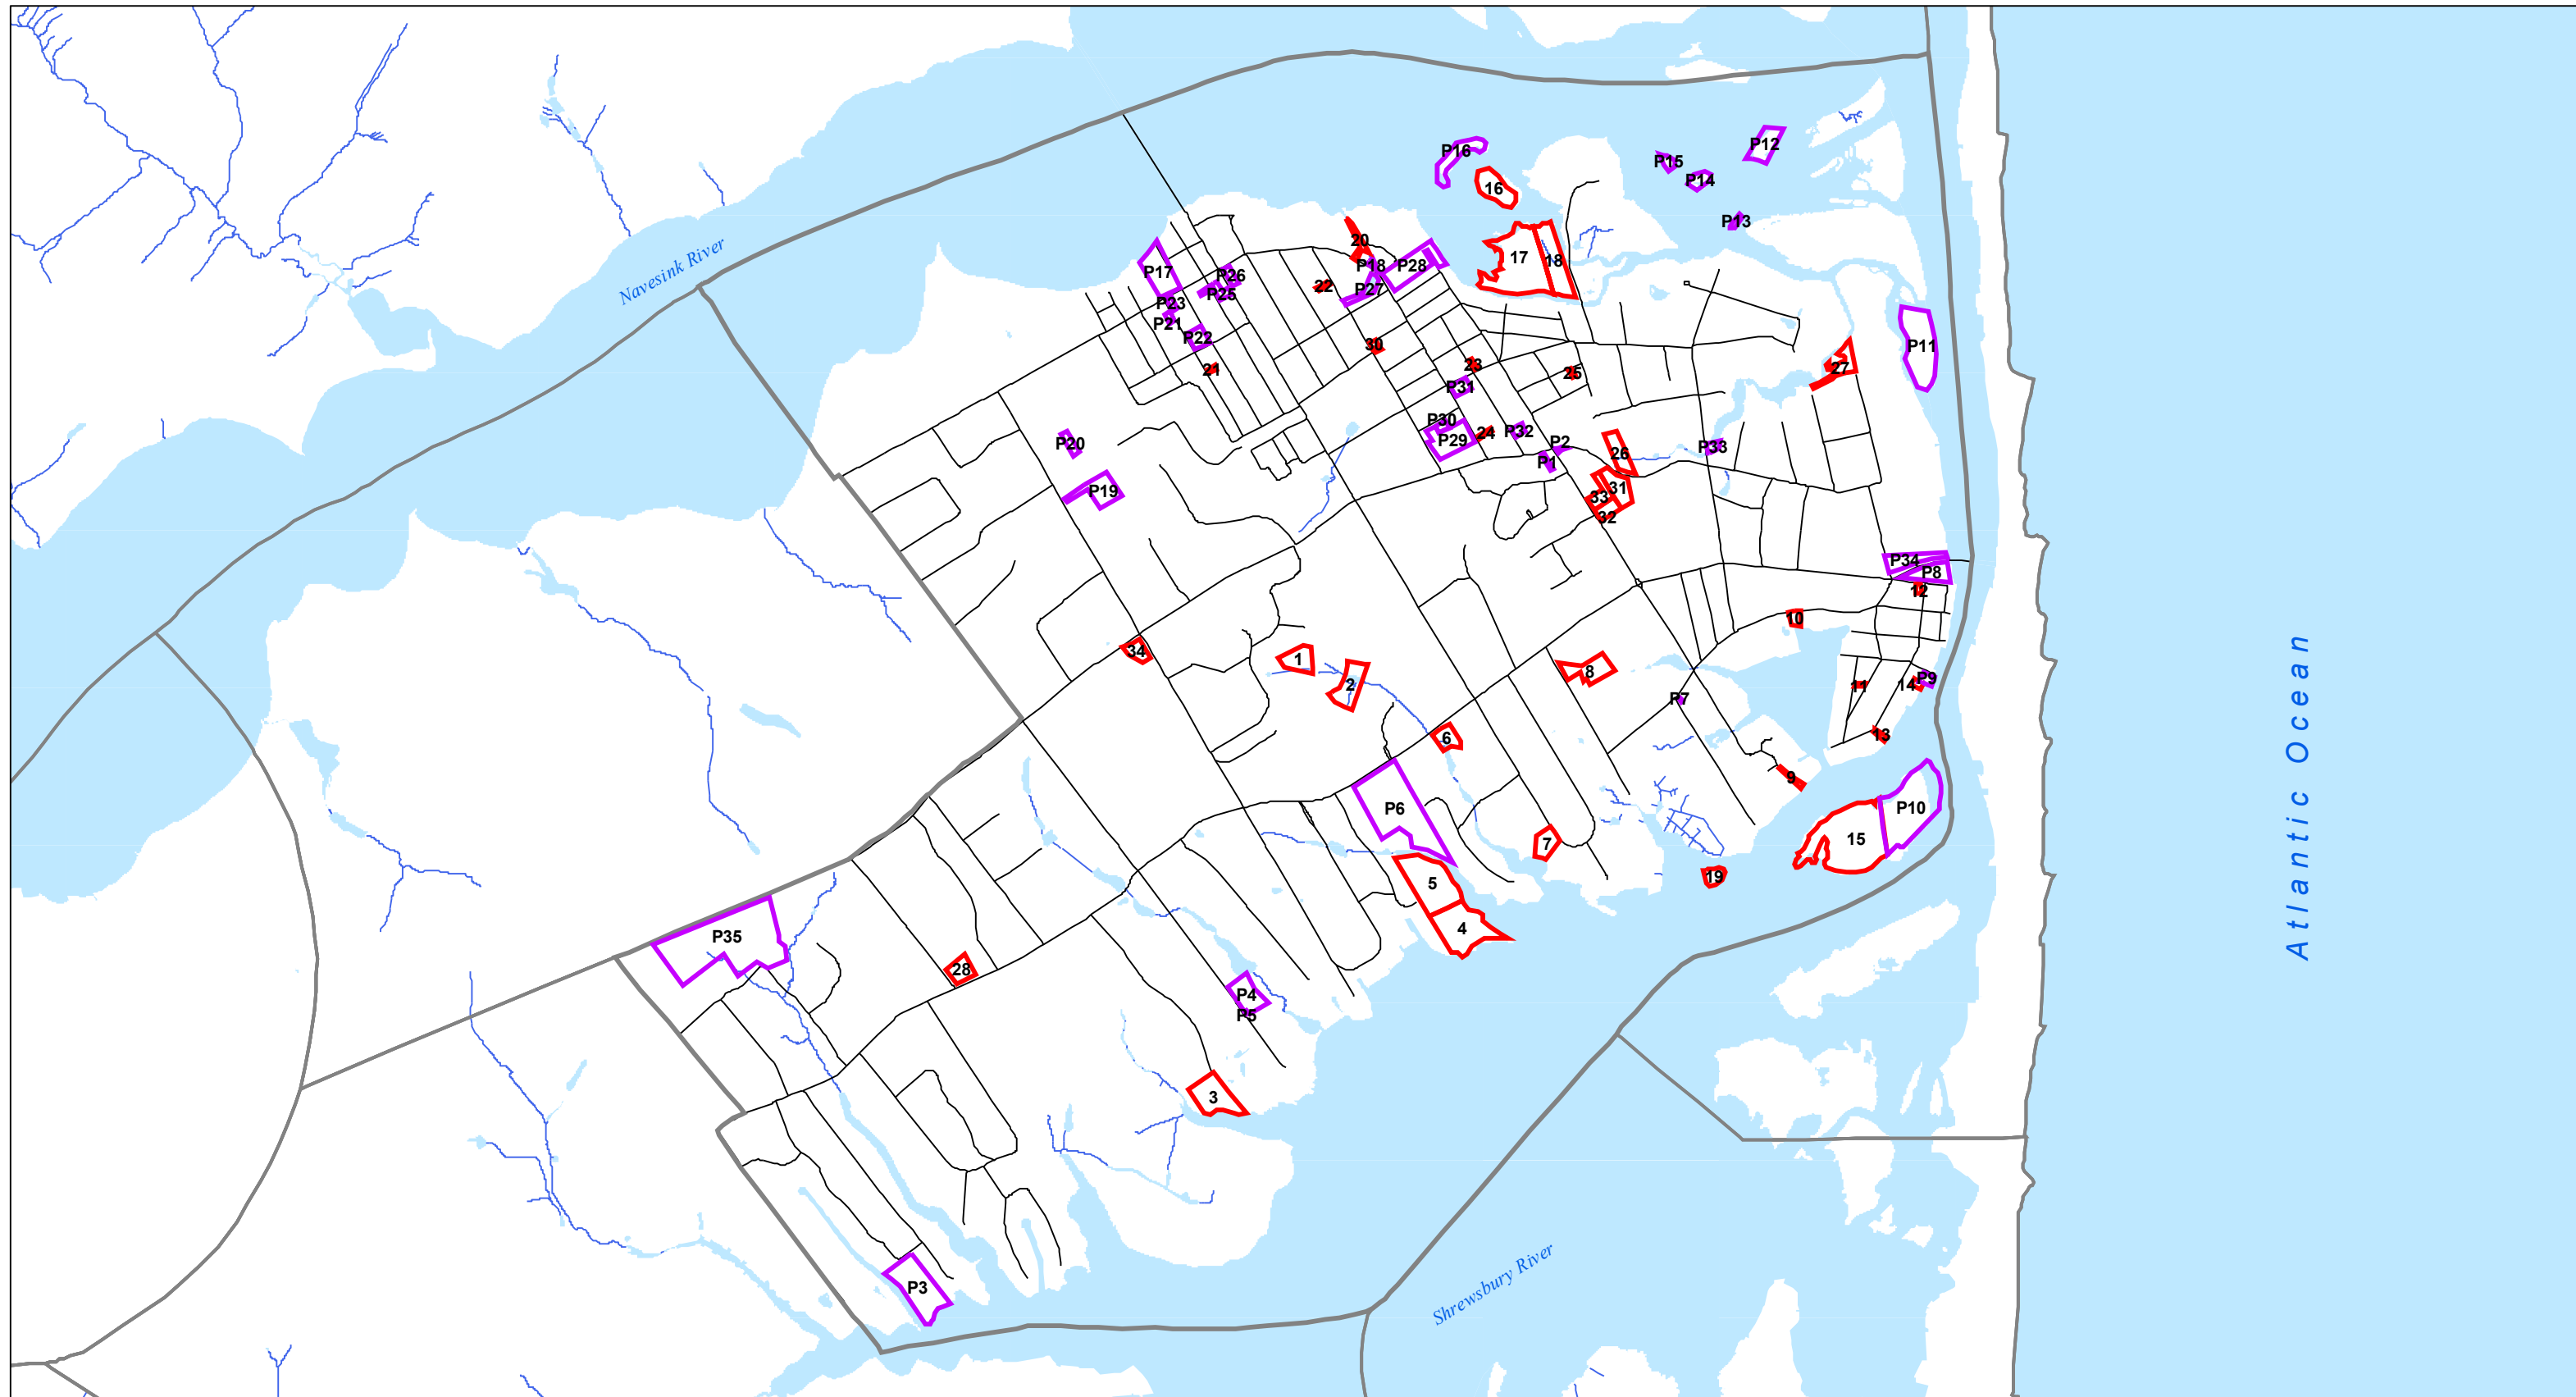 P12
P16
P15
P14
16
P13
20
17
18
Navesink River
P18
P28
P17
P26
22
P27
P25
P23
P21
P22
30
P11
23
27
21
25
P31
P30
24
P32
P29
P2
P20
26
P33
P1
31
P19
33
32
P34
P8
12
10
34
1
8
2
11
14
P9
P7
13
6
9
P6
P10
15
7
19
5
4
P35
28
P4
P5
3
P3
Shrewsbury River
Atlantic Ocean